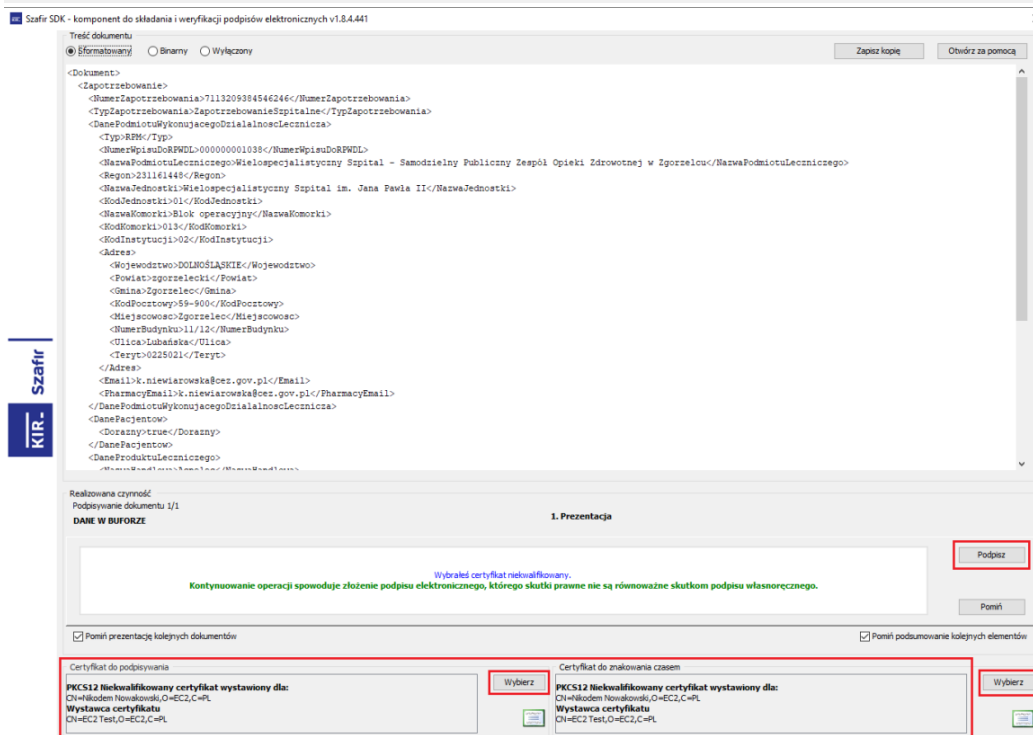 Szafir SDK - komponent do składania i weryfikacji podpisów elektronicznych v1.8.4.441
Treść dokumentu
Sformatowany Binarny Wyłączony Zapisz kopię Otwórz za pomocą
<Dokument>
<Zapotrzebowanie>
<NumerZapotrzebowania>7113209384546246</NumerZapotrzebowania>
<TypZapotrzebowania>ZapotrzebowanieSzpitalne</TypZapotrzebowania>
<DanePodmiotuWykonujacegoDzialalnoscLecznicza>
<Typ>RPM</Typ>
<NumerWpisuDoRPWDL>000000001038</NumerWpisuDoRPWDL>
<NazwaPodmiotuLeczniczego>Wielospecjalistyczny Szpital - Samodzielny Publiczny Zespół Opieki Zdrowotnej w Zgorzelcu</NazwaPodmiotuLeczniczego>
<Regon>231161448</Regon>
<NazwaJednostki>Wielospecjalistyczny Szpital im. Jana Pawła II</NazwaJednostki>
<KodJednostki>01</KodJednostki>
<NazwaKomorki>Blok operacyjny</NazwaKomorki>
<KodKomorki>013</KodKomorki>
<KodInstytucji>02</KodInstytucji>
<Adres>
<Wojewodztwo>DOLNOŚLĄSKIE</Wojewodztwo>
<Powiat>zgorzelecki</Powiat>
<Gmina>Zgorzelec</Gmina>
<KodPocztowy>59-900</KodPocztowy>
<Miejscowosc>Zgorzelec</Miejscowosc>
<NumerBudynku>11/12</NumerBudynku>
<Ulica>Lubańska</Ulica>
<Teryt>0225021</Teryt>
</Adres>
<Email>k.niewiarowska@cez.gov.pl</Email>
<PharmacyEmail>k.niewiarowska@cez.gov.pl</PharmacyEmail>
</DanePodmiotuWykonujacegoDzialalnoscLecznicza>
<DanePacjentow>
<Dorazny>true</Dorazny>
</DanePacjentow>
<DaneProduktuLeczniczego>
KIR Szafir
Realizowana czynność
Podpisywanie dokumentu 1/1
DANE W BUFORZE
1. Prezentacja
Wybrałeś certyfikat niekwalifikowany.
Kontynuowanie operacji spowoduje złożenie podpisu elektronicznego, którego skutki prawne nie są równoważne skutkom podpisu własnoręcznego.
Podpisz
Pomiń
Pomiń prezentację kolejnych dokumentów Pomiń podsumowanie kolejnych elementów
Certyfikat do podpisywania
PKCS12 Niekwalifikowany certyfikat wystawiony dla:
CN=Nikodem Nowakowski,O=EC2,C=PL
Wystawca certyfikatu
CN=EC2 Test,O=EC2,C=PL
Wybierz
Certyfikat do znakowania czasem
PKCS12 Niekwalifikowany certyfikat wystawiony dla:
CN=Nikodem Nowakowski,O=EC2,C=PL
Wystawca certyfikatu
CN=EC2 Test,O=EC2,C=PL
Wybierz